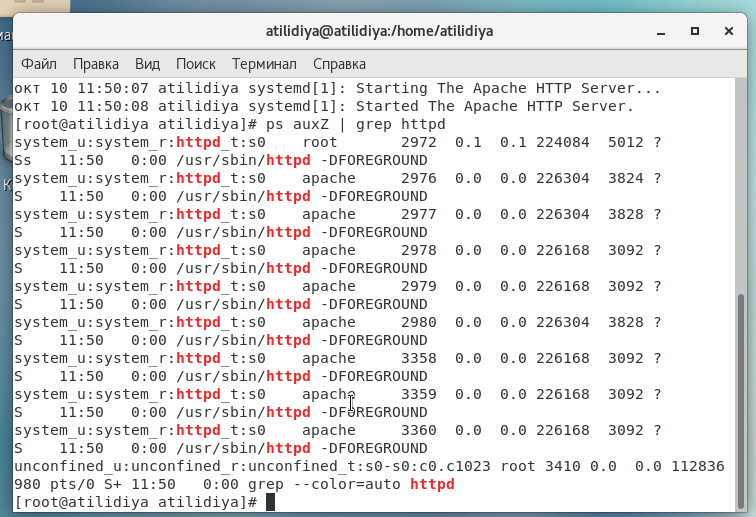 atilidiya@atilidiya:/home/atilidiya
Файл Правка Вид Поиск Терминал Справка
окт 10 11:50:07 atilidiya systemd[1]: Starting The Apache HTTP Server...
окт 10 11:50:08 atilidiya systemd[1]: Started The Apache HTTP Server.
[root@atilidiya atilidiya]# ps auxZ | grep httpd
system_u:system_r:httpd_t:s0    root       2972  0.1  0.1 224084  5012 ?
Ss   11:50   0:00 /usr/sbin/httpd -DFOREGROUND
system_u:system_r:httpd_t:s0    apache     2976  0.0  0.0 226304  3824 ?
S    11:50   0:00 /usr/sbin/httpd -DFOREGROUND
system_u:system_r:httpd_t:s0    apache     2977  0.0  0.0 226304  3828 ?
S    11:50   0:00 /usr/sbin/httpd -DFOREGROUND
system_u:system_r:httpd_t:s0    apache     2978  0.0  0.0 226168  3092 ?
S    11:50   0:00 /usr/sbin/httpd -DFOREGROUND
system_u:system_r:httpd_t:s0    apache     2979  0.0  0.0 226168  3092 ?
S    11:50   0:00 /usr/sbin/httpd -DFOREGROUND
system_u:system_r:httpd_t:s0    apache     2980  0.0  0.0 226304  3828 ?
S    11:50   0:00 /usr/sbin/httpd -DFOREGROUND
system_u:system_r:httpd_t:s0    apache     3358  0.0  0.0 226168  3092 ?
S    11:50   0:00 /usr/sbin/httpd -DFOREGROUND
system_u:system_r:httpd_t:s0    apache     3359  0.0  0.0 226168  3092 ?
S    11:50   0:00 /usr/sbin/httpd -DFOREGROUND
system_u:system_r:httpd_t:s0    apache     3360  0.0  0.0 226168  3092 ?
S    11:50   0:00 /usr/sbin/httpd -DFOREGROUND
unconfined_u:unconfined_r:unconfined_t:s0-s0:c0.c1023 root 3410 0.0  0.0 112836
980 pts/0 S+ 11:50   0:00 grep --color=auto httpd
[root@atilidiya atilidiya]#